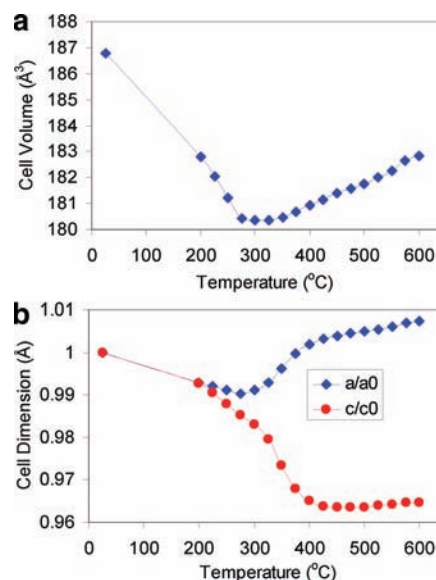 a
188
187
186
185
184
183
182
181
180
Cell Volume (Å³)
0 100 200 300 400 500 600
Temperature (°C)
b
1.01
1
0.99
0.98
0.97
0.96
Cell Dimension (Å)
a/a0
c/c0
0 100 200 300 400 500 600
Temperature (°C)